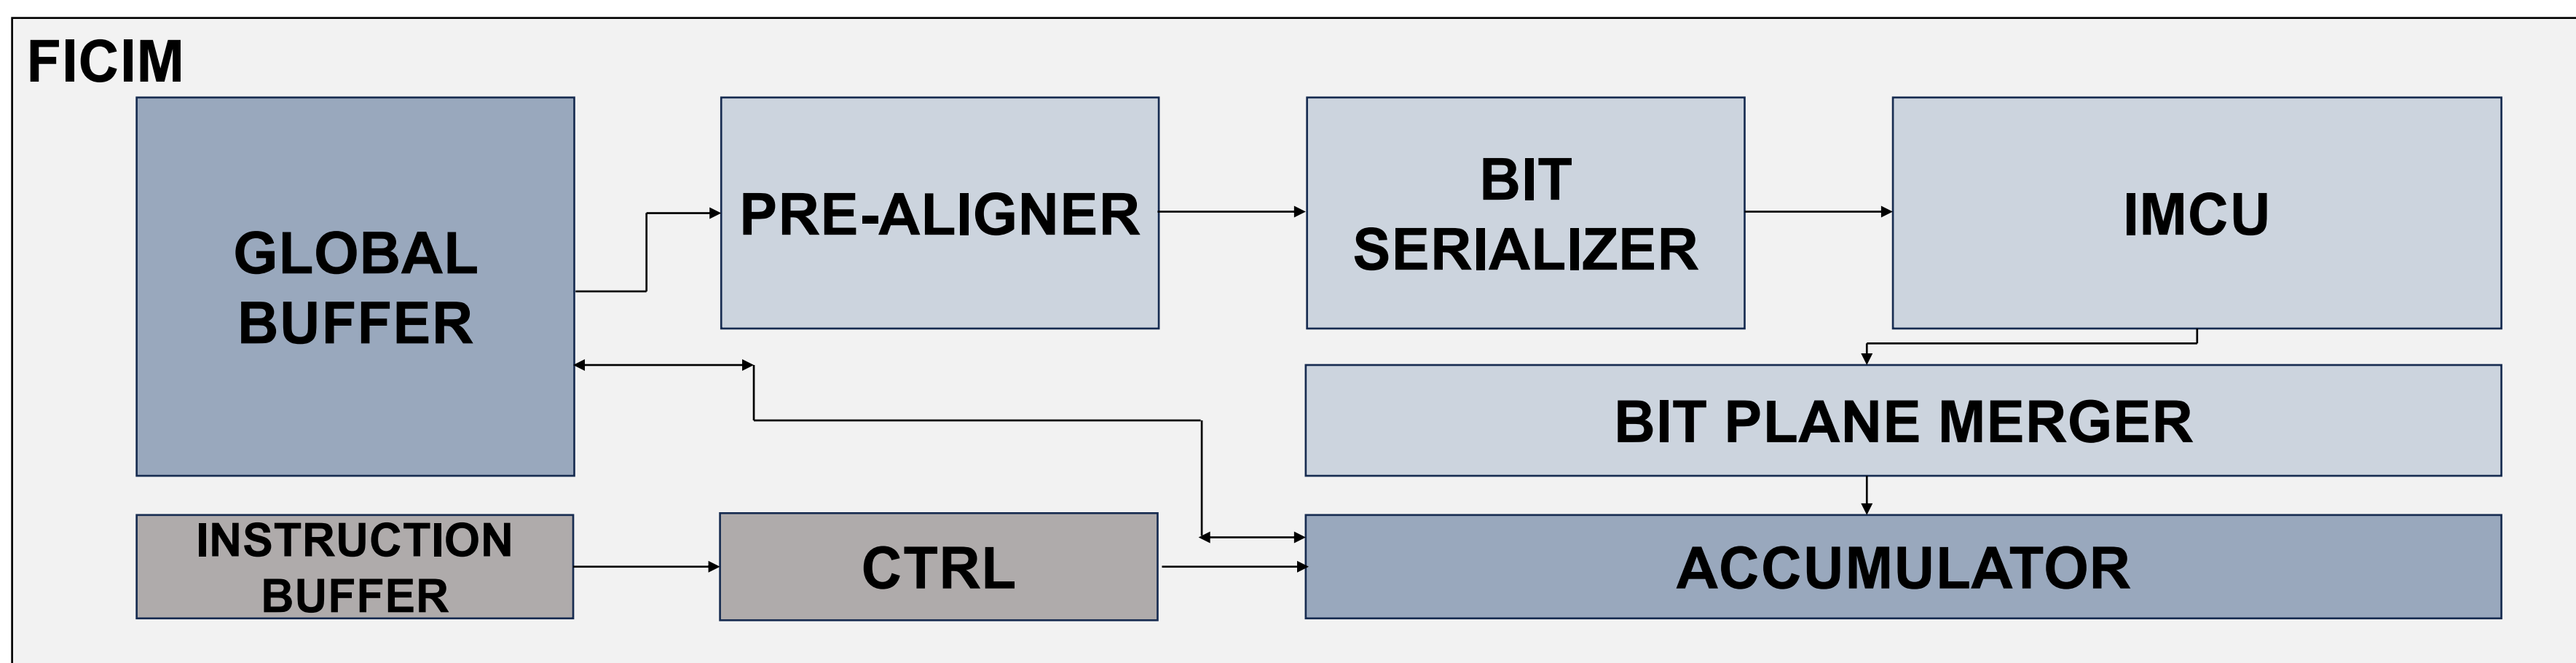 FICIM
GLOBAL
BUFFER
PRE-ALIGNER
BIT
SERIALIZER
IMCU
BIT PLANE MERGER
INSTRUCTION
BUFFER
CTRL
ACCUMULATOR